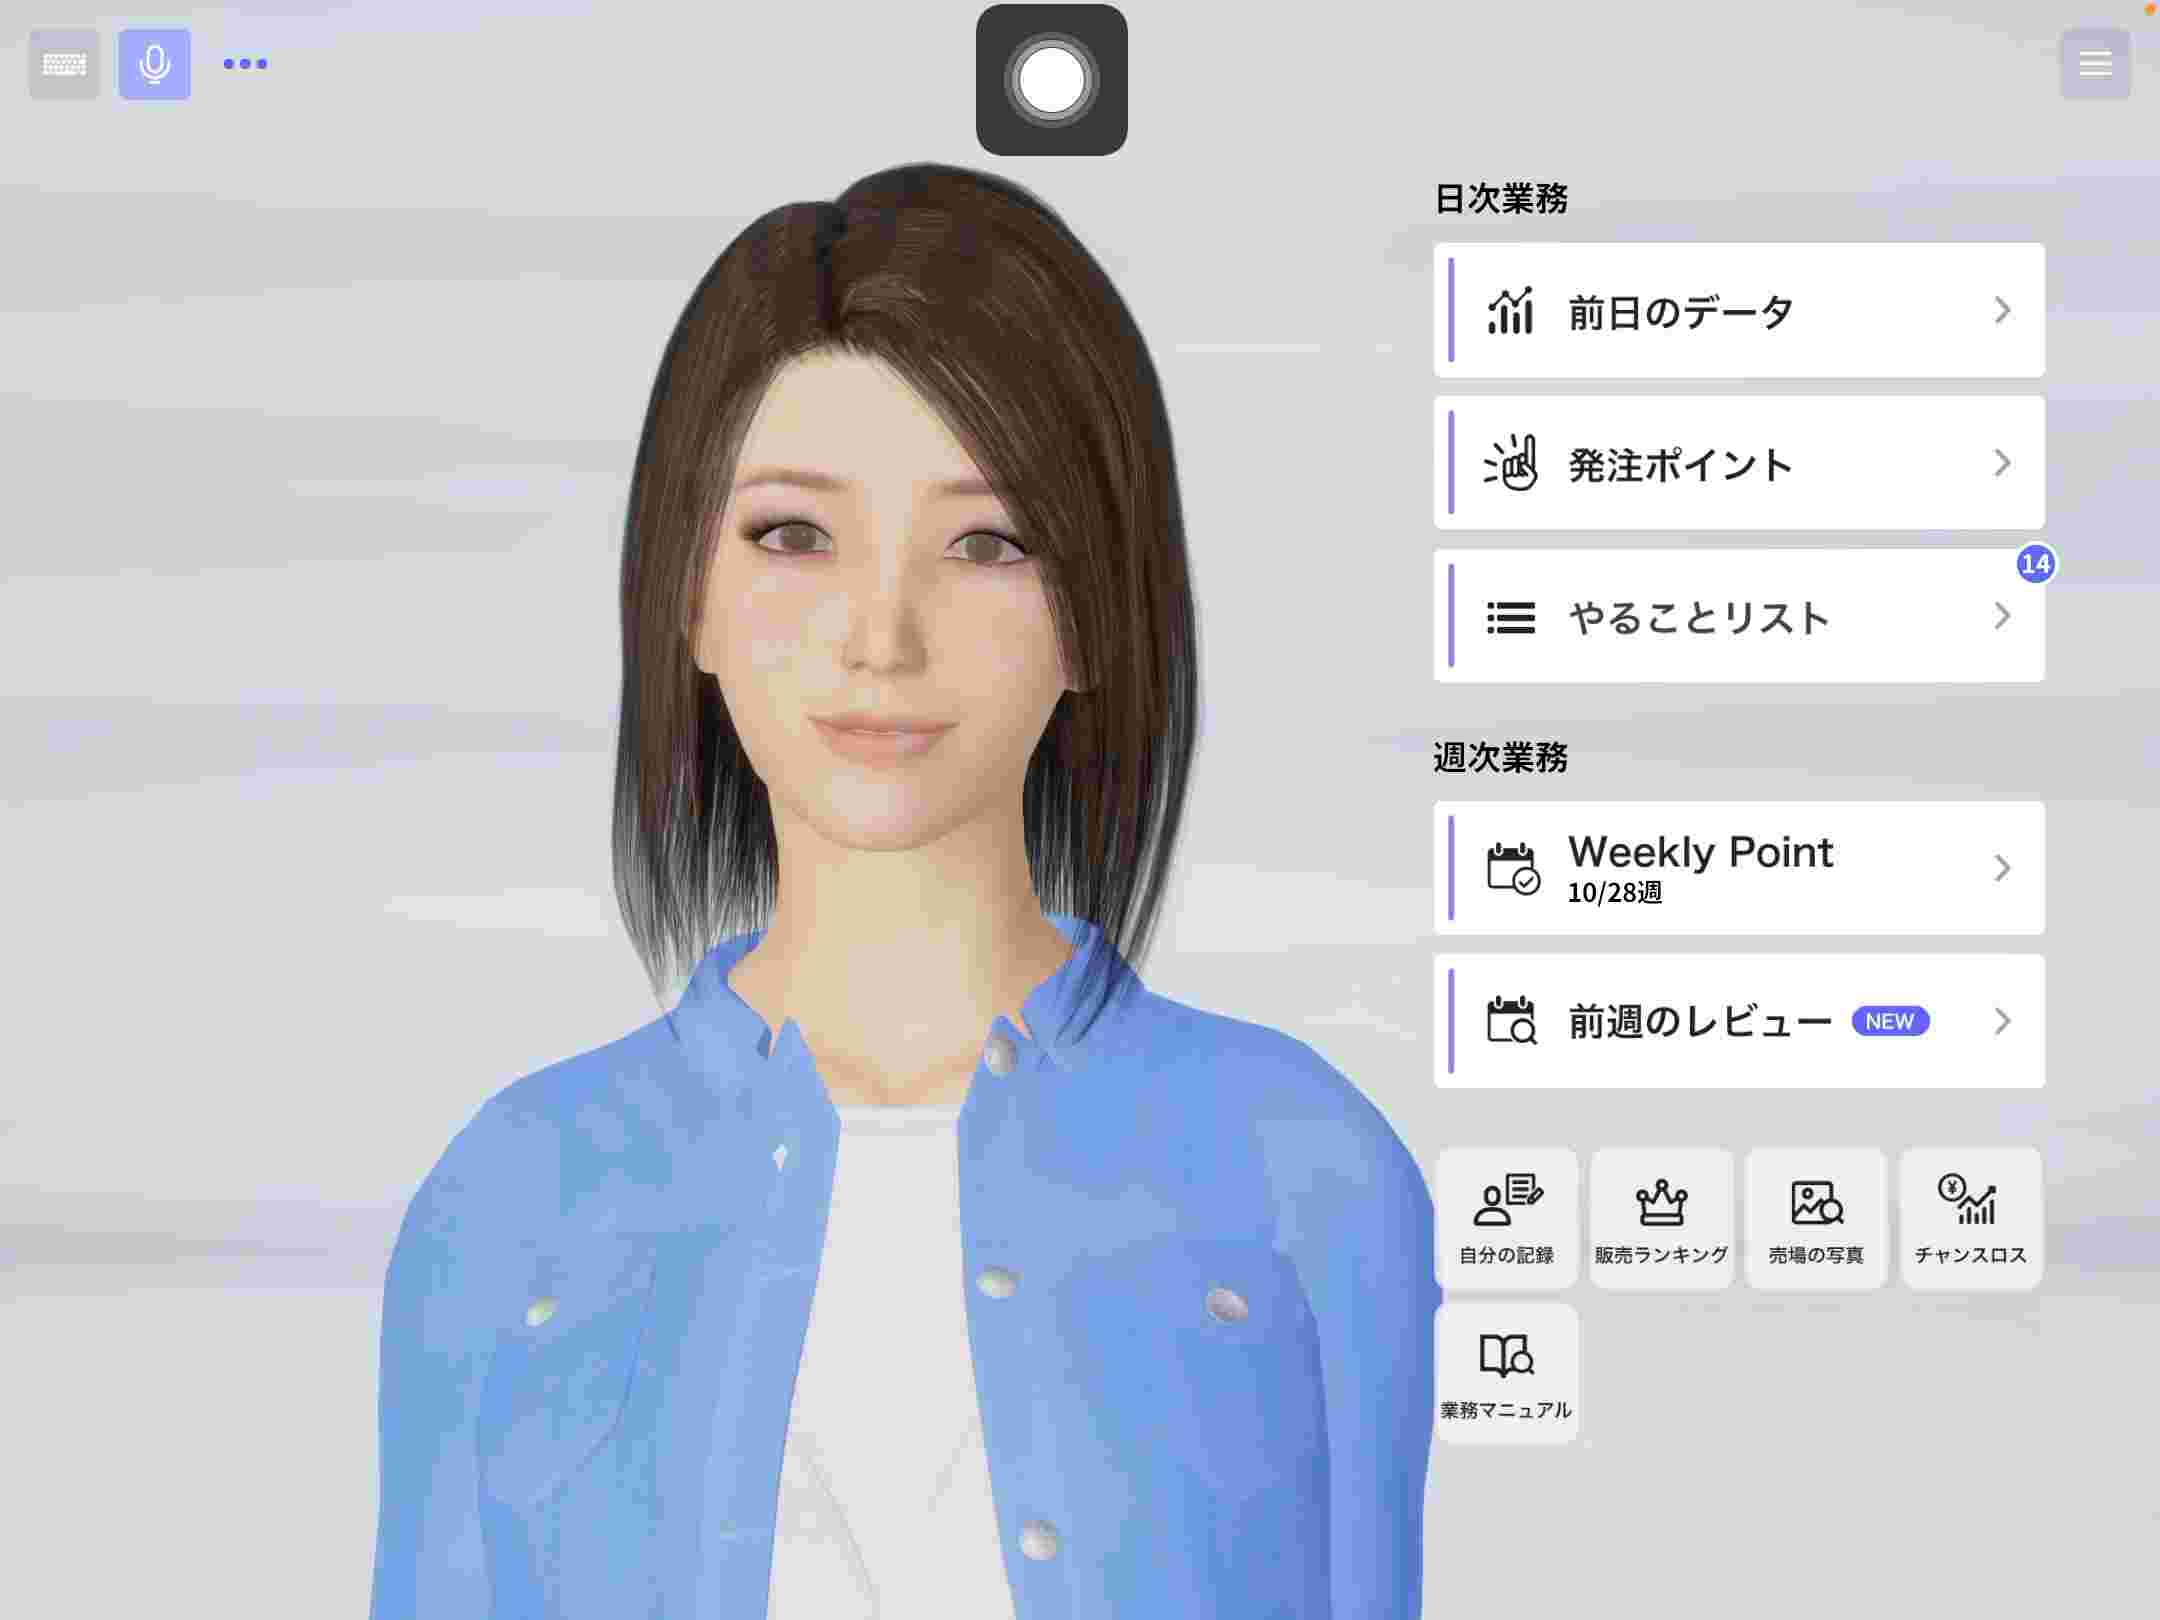 日次業務
前日のデータ
発注ポイント
14
やることリスト
週次業務
Weekly Point
10/28週
前週のレビュー NEW
自分の記録
販売ランキング
売場の写真
¥
チャンスロス
業務マニュアル